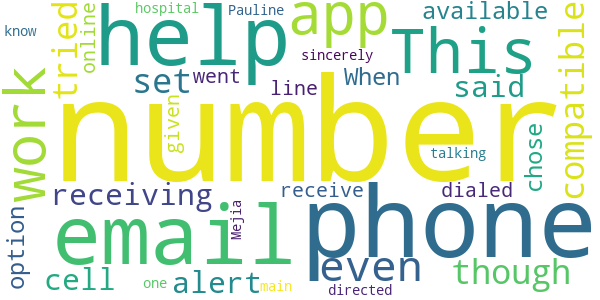 hospital
Pauline
know
online
tried
help
app
available
This
sincerely
compatible
work
set
went
line
When
said
number
given
chose
talking
receiving
receive
dialed
option
email
Mejia
phone
even
though
cell
one
alert
main
directed